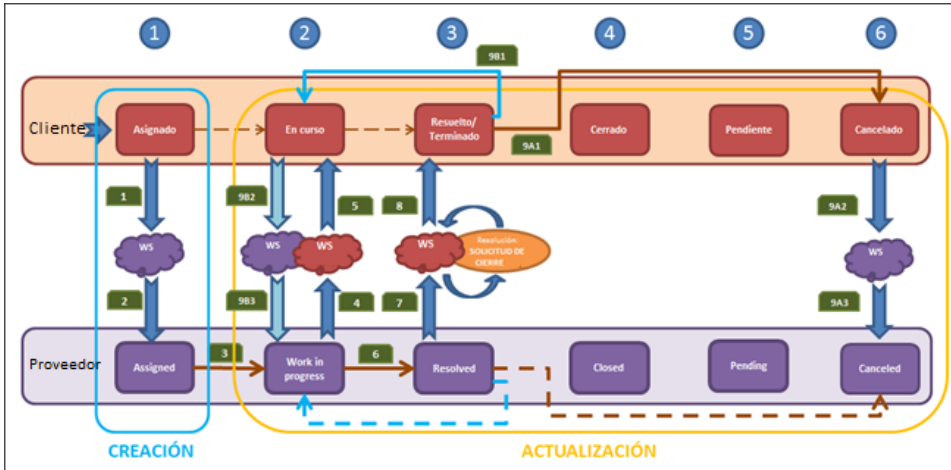 1 2 3 4 5 6
9B1
Cliente
Asignado
En curso
Resuelto/
Terminado
9A1
Cerrado
Pendiente
Cancelado
1
9B2
5
8
9A2
WS
WS
WS
WS
Resolución:
SOLICITUD DE
CIERRE
WS
2
9B3
4
7
9A3
Proveedor
Assigned
3
Work in
progress
6
Resolved
Closed
Pending
Canceled
CREACIÓN
ACTUALIZACIÓN